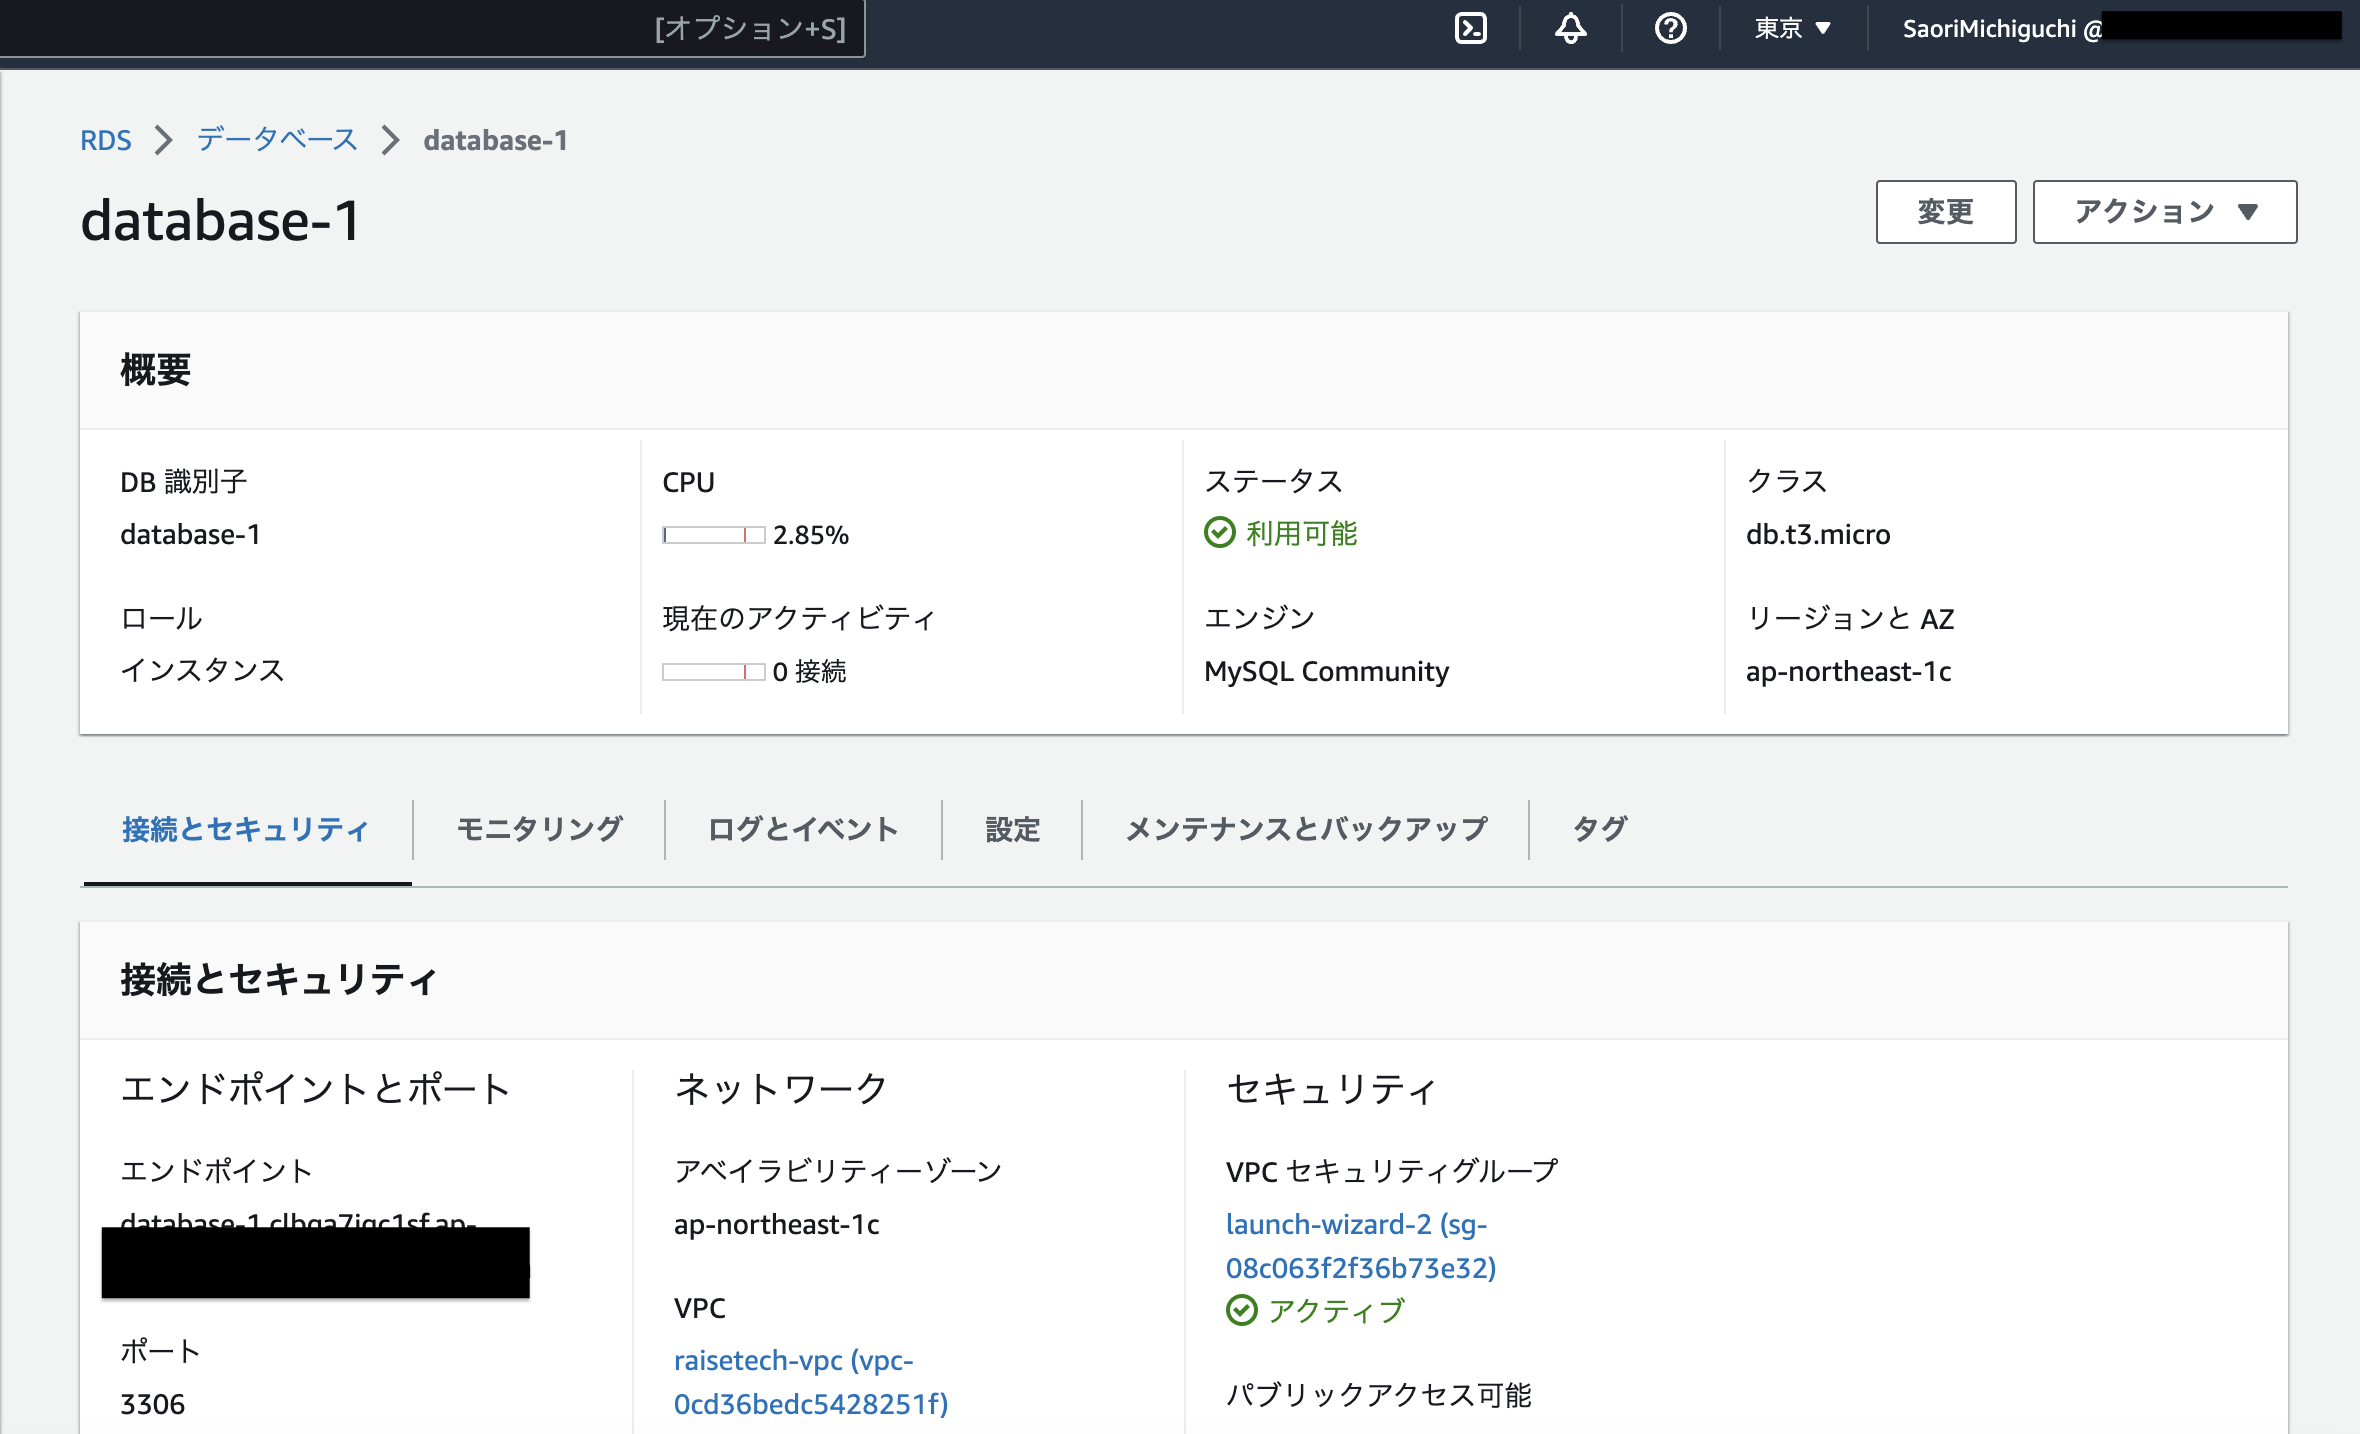 [オプション+S]
東京 ▼
SaoriMichiguchi @
RDS > データベース > database-1
database-1
変更
アクション ▼
概要
DB 識別子
database-1
CPU
2.85%
ステータス
利用可能
クラス
db.t3.micro
ロール
インスタンス
現在のアクティビティ
0 接続
エンジン
MySQL Community
リージョンと AZ
ap-northeast-1c
接続とセキュリティ
モニタリング
ログとイベント
設定
メンテナンスとバックアップ
タグ
接続とセキュリティ
エンドポイントとポート
エンドポイント
database-1
ポート
3306
ネットワーク
アベイラビリティーゾーン
ap-northeast-1c
VPC
raisetech-vpc (vpc-
0cd36bedc5428251f)
セキュリティ
VPC セキュリティグループ
launch-wizard-2 (sg-
08c063f2f36b73e32)
アクティブ
パブリックアクセス可能